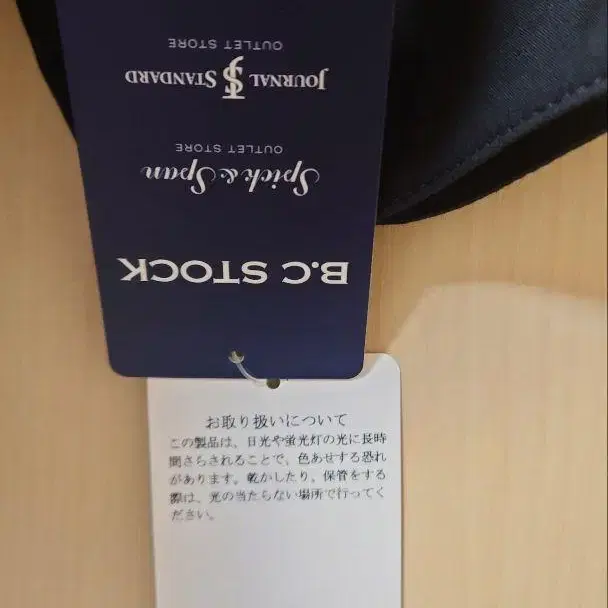 B.C STOCK
Spick & Span
OUTLET STORE
JOURNAL JS STANDARD
OUTLET STORE
お取り扱いについて
この製品は、日光や蛍光灯の光に長時
間さらされることで、色あせする恐れ
があります。乾かしたり、保管をする
際は、光の当たらない場所で行ってく
ださい。